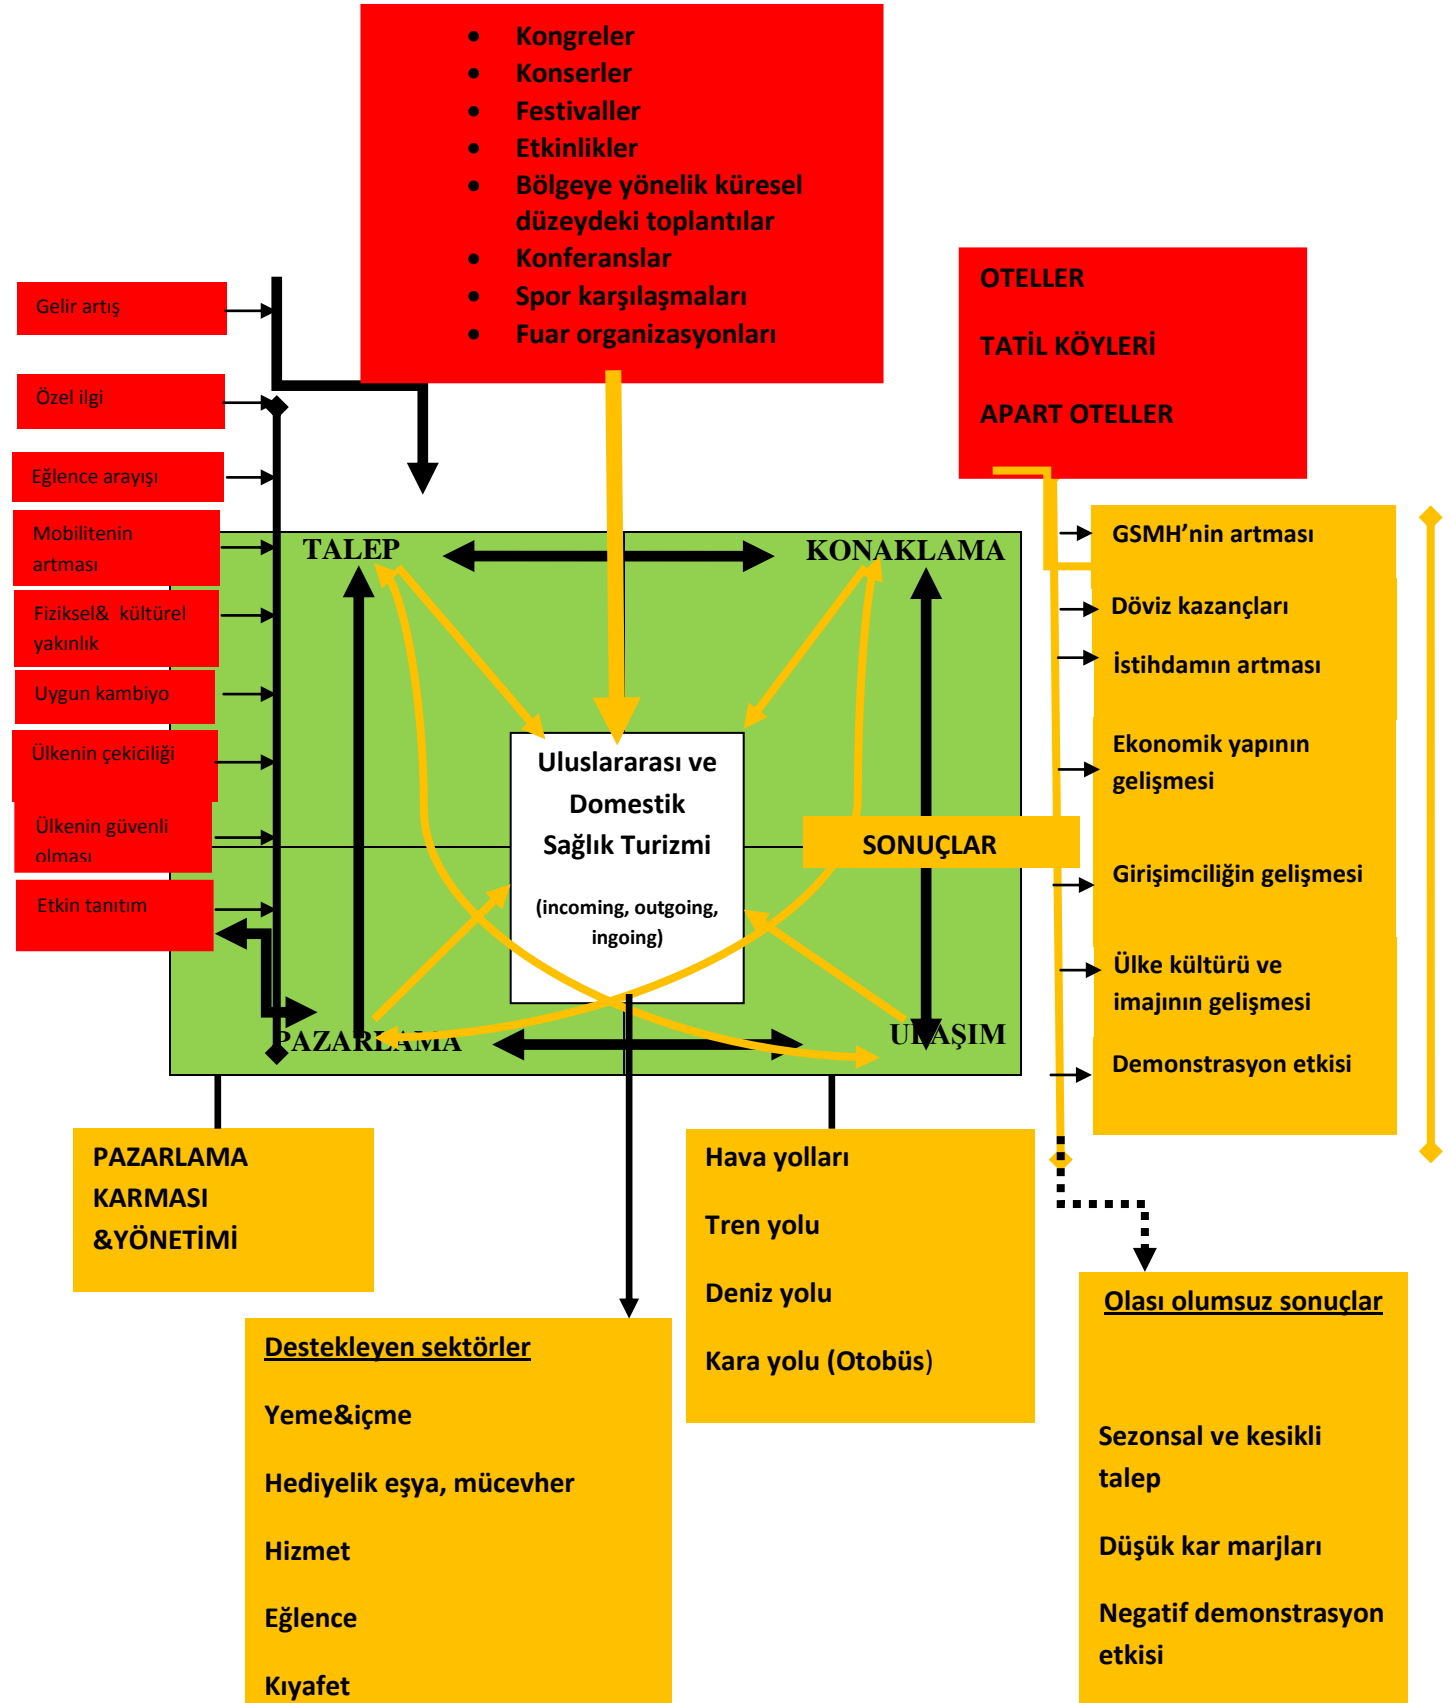 Kongreler
Konserler
Festivaller
Etkinlikler
Bölgeye yönelik küresel
düzeydeki toplantılar
Konferanslar
Spor karşılaşmaları
Fuar organizasyonları
OTELLER
TATİL KÖYLERİ
APART OTELLER
Gelir artış
Özel ilgi
Eğlence arayışı
Mobilitenin
artması
Fiziksel& kültürel
yakınlık
Uygun kambiyo
Ülkenin çekiciliği
Ülkenin güvenli
olması
Etkin tanıtım
TALEP
KONAKLAMA
Uluslararası ve
Domestik
Sağlık Turizmi
(incoming, outgoing,
ingoing)
SONUÇLAR
PAZARLAMA
ULAŞIM
GSMH’nin artması
Döviz kazançları
İstihdamın artması
Ekonomik yapının
gelişmesi
Girişimciliğin gelişmesi
Ülke kültürü ve
imajının gelişmesi
Demonstrasyon etkisi
PAZARLAMA
KARMASI
&YÖNETİMİ
Hava yolları
Tren yolu
Deniz yolu
Kara yolu (Otobüs)
Destekleyen sektörler
Yeme&içme
Hediyelik eşya, mücevher
Hizmet
Eğlence
Kıyafet
Olası olumsuz sonuçlar
Sezonsal ve kesikli
talep
Düşük kar marjları
Negatif demonstrasyon
etkisi